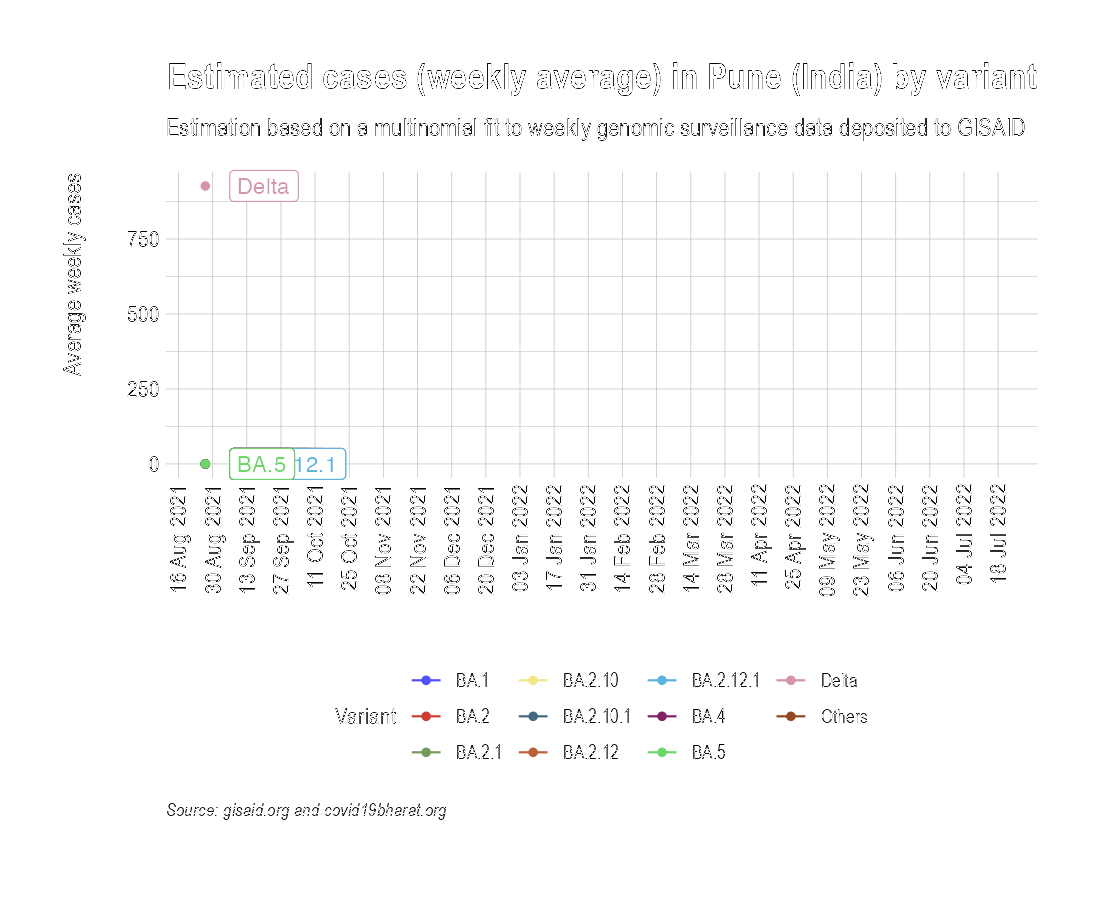 Estimated cases (weekly average) in Pune (India) by variant
Estimation based on a multinomial fit to weekly genomic surveillance data deposited to GISAID
Average weekly cases
Delta
750
500
250
0
BA.5
12.1
16 Aug 2021
30 Aug 2021
13 Sep 2021
27 Sep 2021
11 Oct 2021
25 Oct 2021
08 Nov 2021
22 Nov 2021
06 Dec 2021
20 Dec 2021
03 Jan 2022
17 Jan 2022
31 Jan 2022
14 Feb 2022
28 Feb 2022
14 Mar 2022
28 Mar 2022
11 Apr 2022
25 Apr 2022
09 May 2022
23 May 2022
06 Jun 2022
20 Jun 2022
04 Jul 2022
18 Jul 2022
Variant
BA.1
BA.2
BA.2.1
BA.2.10
BA.2.10.1
BA.2.12
BA.2.12.1
BA.4
BA.5
Delta
Others
Source: gisaid.org and covid19bharat.org